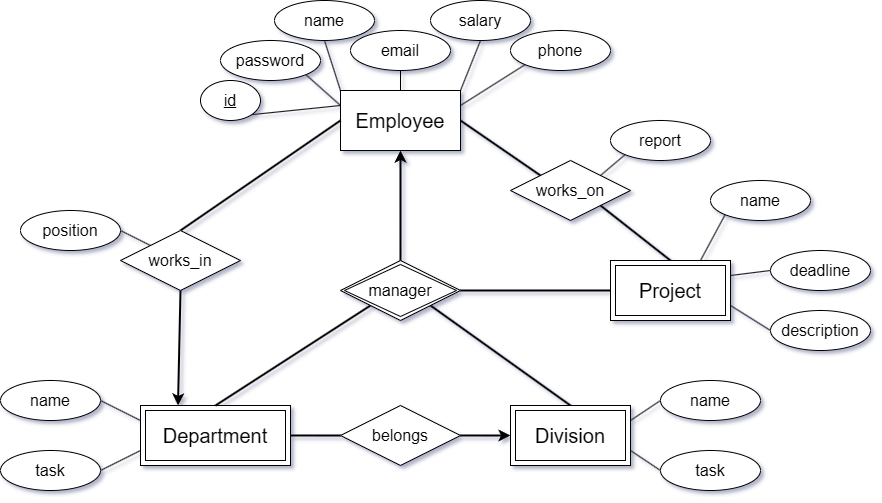 name
salary
email
phone
password
id
Employee
report
works_on
name
position
works_in
manager
Project
deadline
description
name
Department
belongs
Division
name
task
task